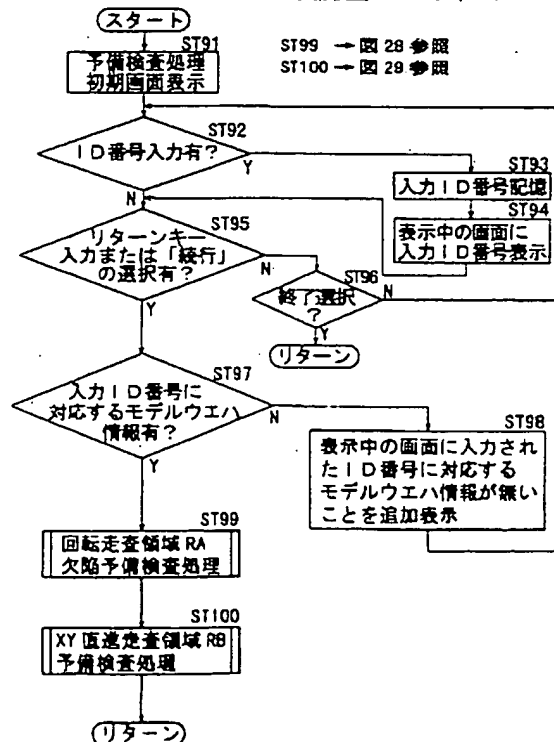 スタート
ST91
予備検査処理
初期画面表示
ST99 → 図28参照
ST100 → 図29参照
ST92
ID番号入力有?
Y
N
ST93
入力ID番号記憶
ST94
表示中の画面に
入力ID番号表示
ST95
リターンキー
入力または「続行」
の選択有?
N
Y
ST96
終了選択
?
N
Y
リターン
ST97
入力ID番号に
対応するモデルウエハ
情報有?
N
Y
ST98
表示中の画面に入力され
たID番号に対応する
モデルウエハ情報が無い
ことを追加表示
ST99
回転走査領域RA
欠陥予備検査処理
ST100
XY直進走査領域RB
予備検査処理
リターン